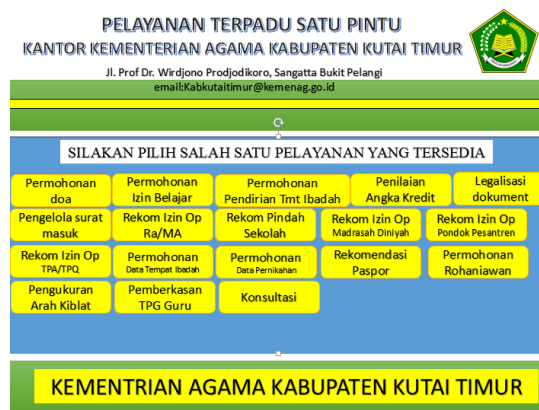 PELAYANAN TERPADU SATU PINTU
KANTOR KEMENTERIAN AGAMA KABUPATEN KUTAI TIMUR
Jl. Prof Dr. Wirdjono Prodjodikoro, Sangatta Bukit Pelangi
email:Kabkutaitimur@kemenag.go.id
SILAKAN PILIH SALAH SATU PELAYANAN YANG TERSEDIA
Permohonan
doa
Permohonan
Izin Belajar
Permohonan
Pendirian Tmt Ibadah
Penilaian
Angka Kredit
Legalisasi
dokument
Pengelola surat
masuk
Rekom Izin Op
Ra/MA
Rekom Pindah
Sekolah
Rekom Izin Op
Madrasah Diniyah
Rekom Izin Op
Pondok Pesantren
Rekom Izin Op
TPA/TPQ
Permohonan
Data Tempat Ibadah
Permohonan
Data Pernikahan
Rekomendasi
Paspor
Permohonan
Rohaniawan
Pengukuran
Arah Kiblat
Pemberkasan
TPG Guru
Konsultasi
KEMENTRIAN AGAMA KABUPATEN KUTAI TIMUR